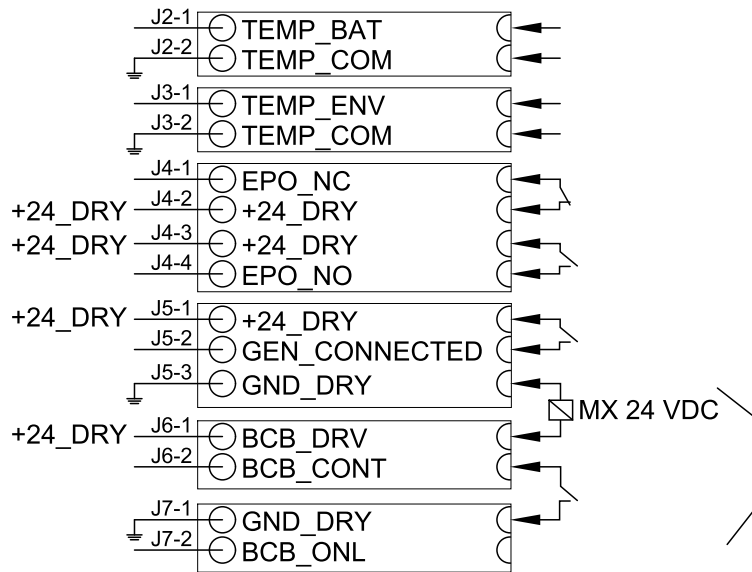 J2-1 TEMP_BAT
J2-2 TEMP_COM
J3-1 TEMP_ENV
J3-2 TEMP_COM
J4-1 EPO_NC
+24_DRY J4-2 +24_DRY
+24_DRY J4-3 +24_DRY
J4-4 EPO_NO
+24_DRY J5-1 +24_DRY
J5-2 GEN_CONNECTED
J5-3 GND_DRY
MX 24 VDC
+24_DRY J6-1 BCB_DRV
J6-2 BCB_CONT
J7-1 GND_DRY
J7-2 BCB_ONL